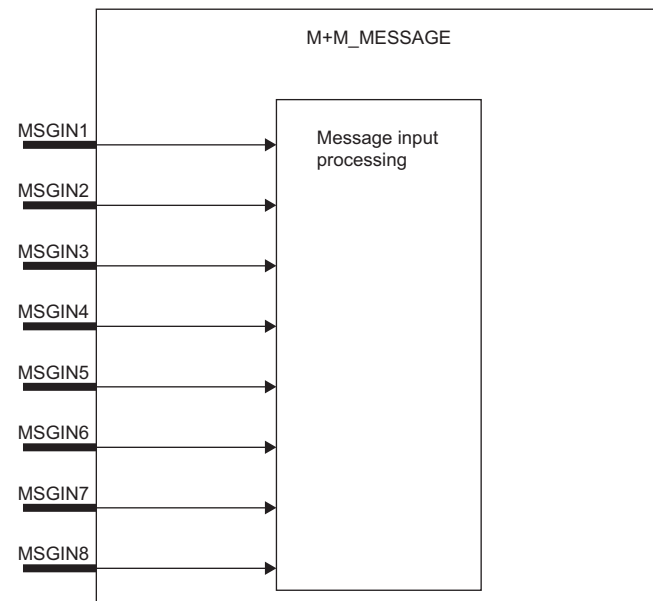 M+M_MESSAGE
Message input
processing
MSGIN1
MSGIN2
MSGIN3
MSGIN4
MSGIN5
MSGIN6
MSGIN7
MSGIN8